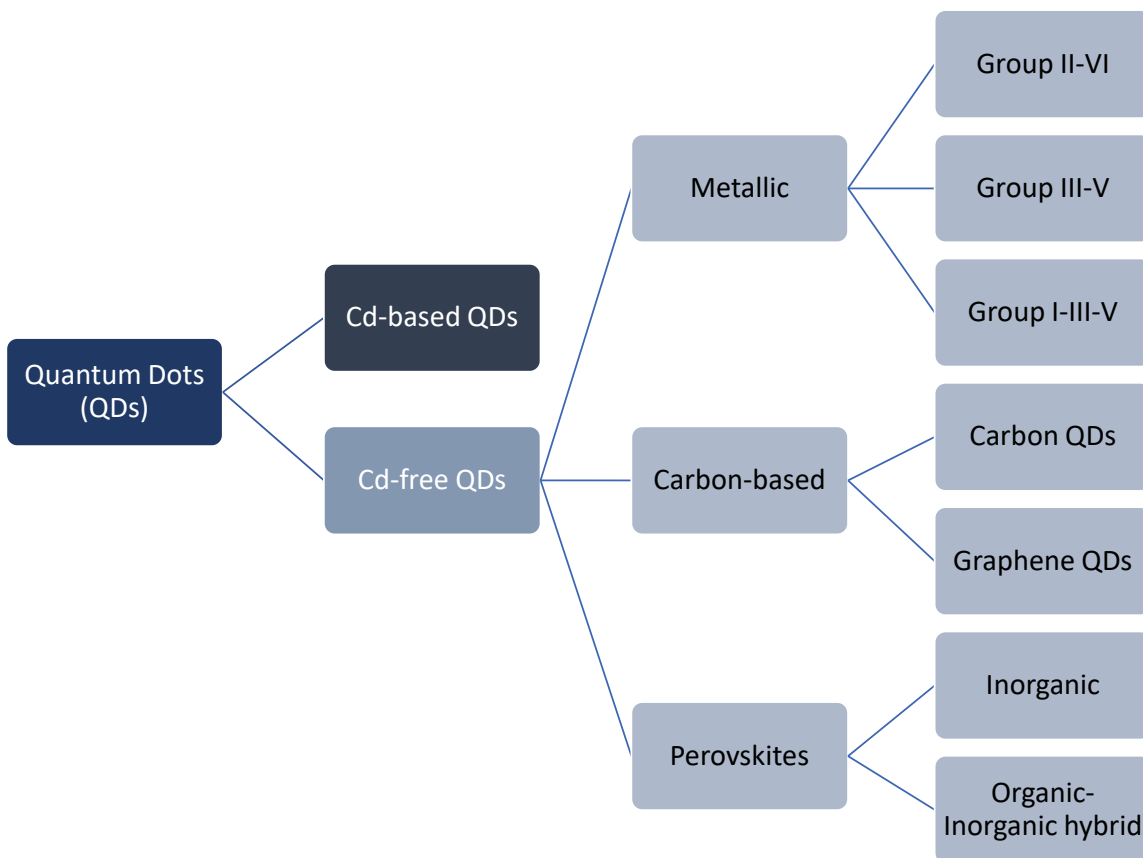 Quantum Dots
(QDs)
Cd-based QDs
Cd-free QDs
Metallic
Carbon-based
Perovskites
Group II-VI
Group III-V
Group I-III-V
Carbon QDs
Graphene QDs
Inorganic
Organic-
Inorganic hybrid